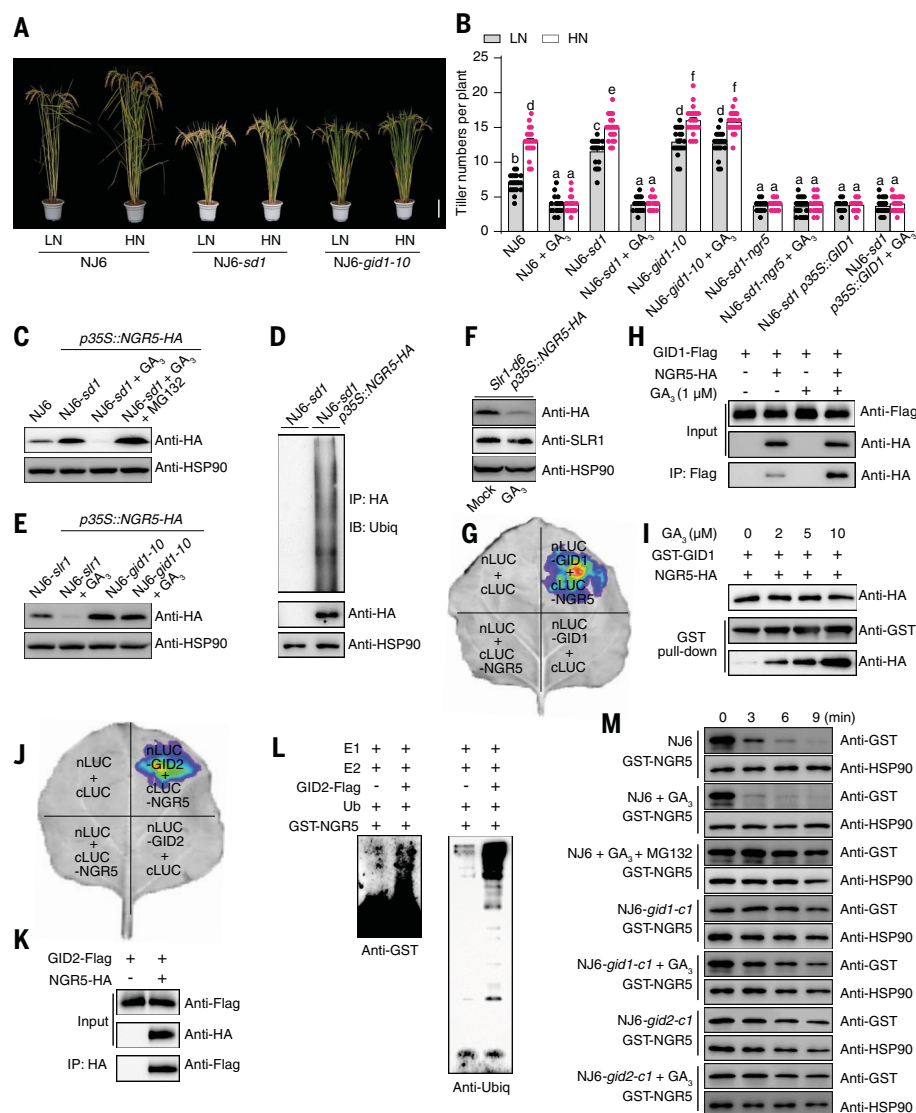 A
LN
HN
LN
HN
LN
HN
NJ6
NJ6-sd1
NJ6-gid1-10
B
LN
HN
Tiller numbers per plant
25
20
15
10
5
0
b
d
a
a
c
e
a
a
d
f
d
f
a
a
a
a
a
a
a
a
NJ6
NJ6 + GA3
NJ6-sd1
NJ6-sd1 + GA3
NJ6-gid1-10
NJ6-gid1-10 + GA3
NJ6-sd1-ngr5
NJ6-sd1-ngr5 + GA3
NJ6-sd1 p35S::GID1
NJ6-sd1
p35S::GID1 + GA3
C
p35S::NGR5-HA
NJ6
NJ6-sd1
NJ6-sd1 + GA3
NJ6-sd1 + GA3
+ MG132
Anti-HA
Anti-HSP90
D
NJ6-sd1
NJ6-sd1
p35S::NGR5-HA
IP: HA
IB: Ubiq
Anti-HA
Anti-HSP90
E
p35S::NGR5-HA
NJ6-slr1
NJ6-slr1
+ GA3
NJ6-gid1-10
NJ6-gid1-10
+ GA3
Anti-HA
Anti-HSP90
F
Slr1-d6
p35S::NGR5-HA
Anti-HA
Anti-SLR1
Anti-HSP90
Mock
GA3
G
nLUC
+
cLUC
nLUC
-GID1
+
cLUC
-NGR5
nLUC
+
cLUC
-NGR5
nLUC
-GID1
+
cLUC
H
GID1-Flag + + + +
NGR5-HA - + - +
GA3 (1 µM) - - + +
Input
Anti-Flag
Anti-HA
IP: Flag
Anti-HA
I
GA3 (µM) 0 2 5 10
GST-GID1 + + + +
NGR5-HA + + + +
Anti-HA
GST
pull-down
Anti-GST
Anti-HA
J
nLUC
+
cLUC
nLUC
-GID2
+
cLUC
-NGR5
nLUC
+
cLUC
-NGR5
nLUC
-GID2
+
cLUC
K
GID2-Flag + +
NGR5-HA - +
Input
Anti-Flag
Anti-HA
IP: HA
Anti-Flag
L
E1 + + + +
E2 + + + +
GID2-Flag - + - +
Ub + + + +
GST-NGR5 + + + +
Anti-GST
Anti-Ubiq
M
0 3 6 9 (min)
NJ6
GST-NGR5
Anti-GST
Anti-HSP90
NJ6 + GA3
GST-NGR5
Anti-GST
Anti-HSP90
NJ6 + GA3 + MG132
GST-NGR5
Anti-GST
Anti-HSP90
NJ6-gid1-c1
GST-NGR5
Anti-GST
Anti-HSP90
NJ6-gid1-c1 + GA3
GST-NGR5
Anti-GST
Anti-HSP90
NJ6-gid2-c1
GST-NGR5
Anti-GST
Anti-HSP90
NJ6-gid2-c1 + GA3
GST-NGR5
Anti-GST
Anti-HSP90